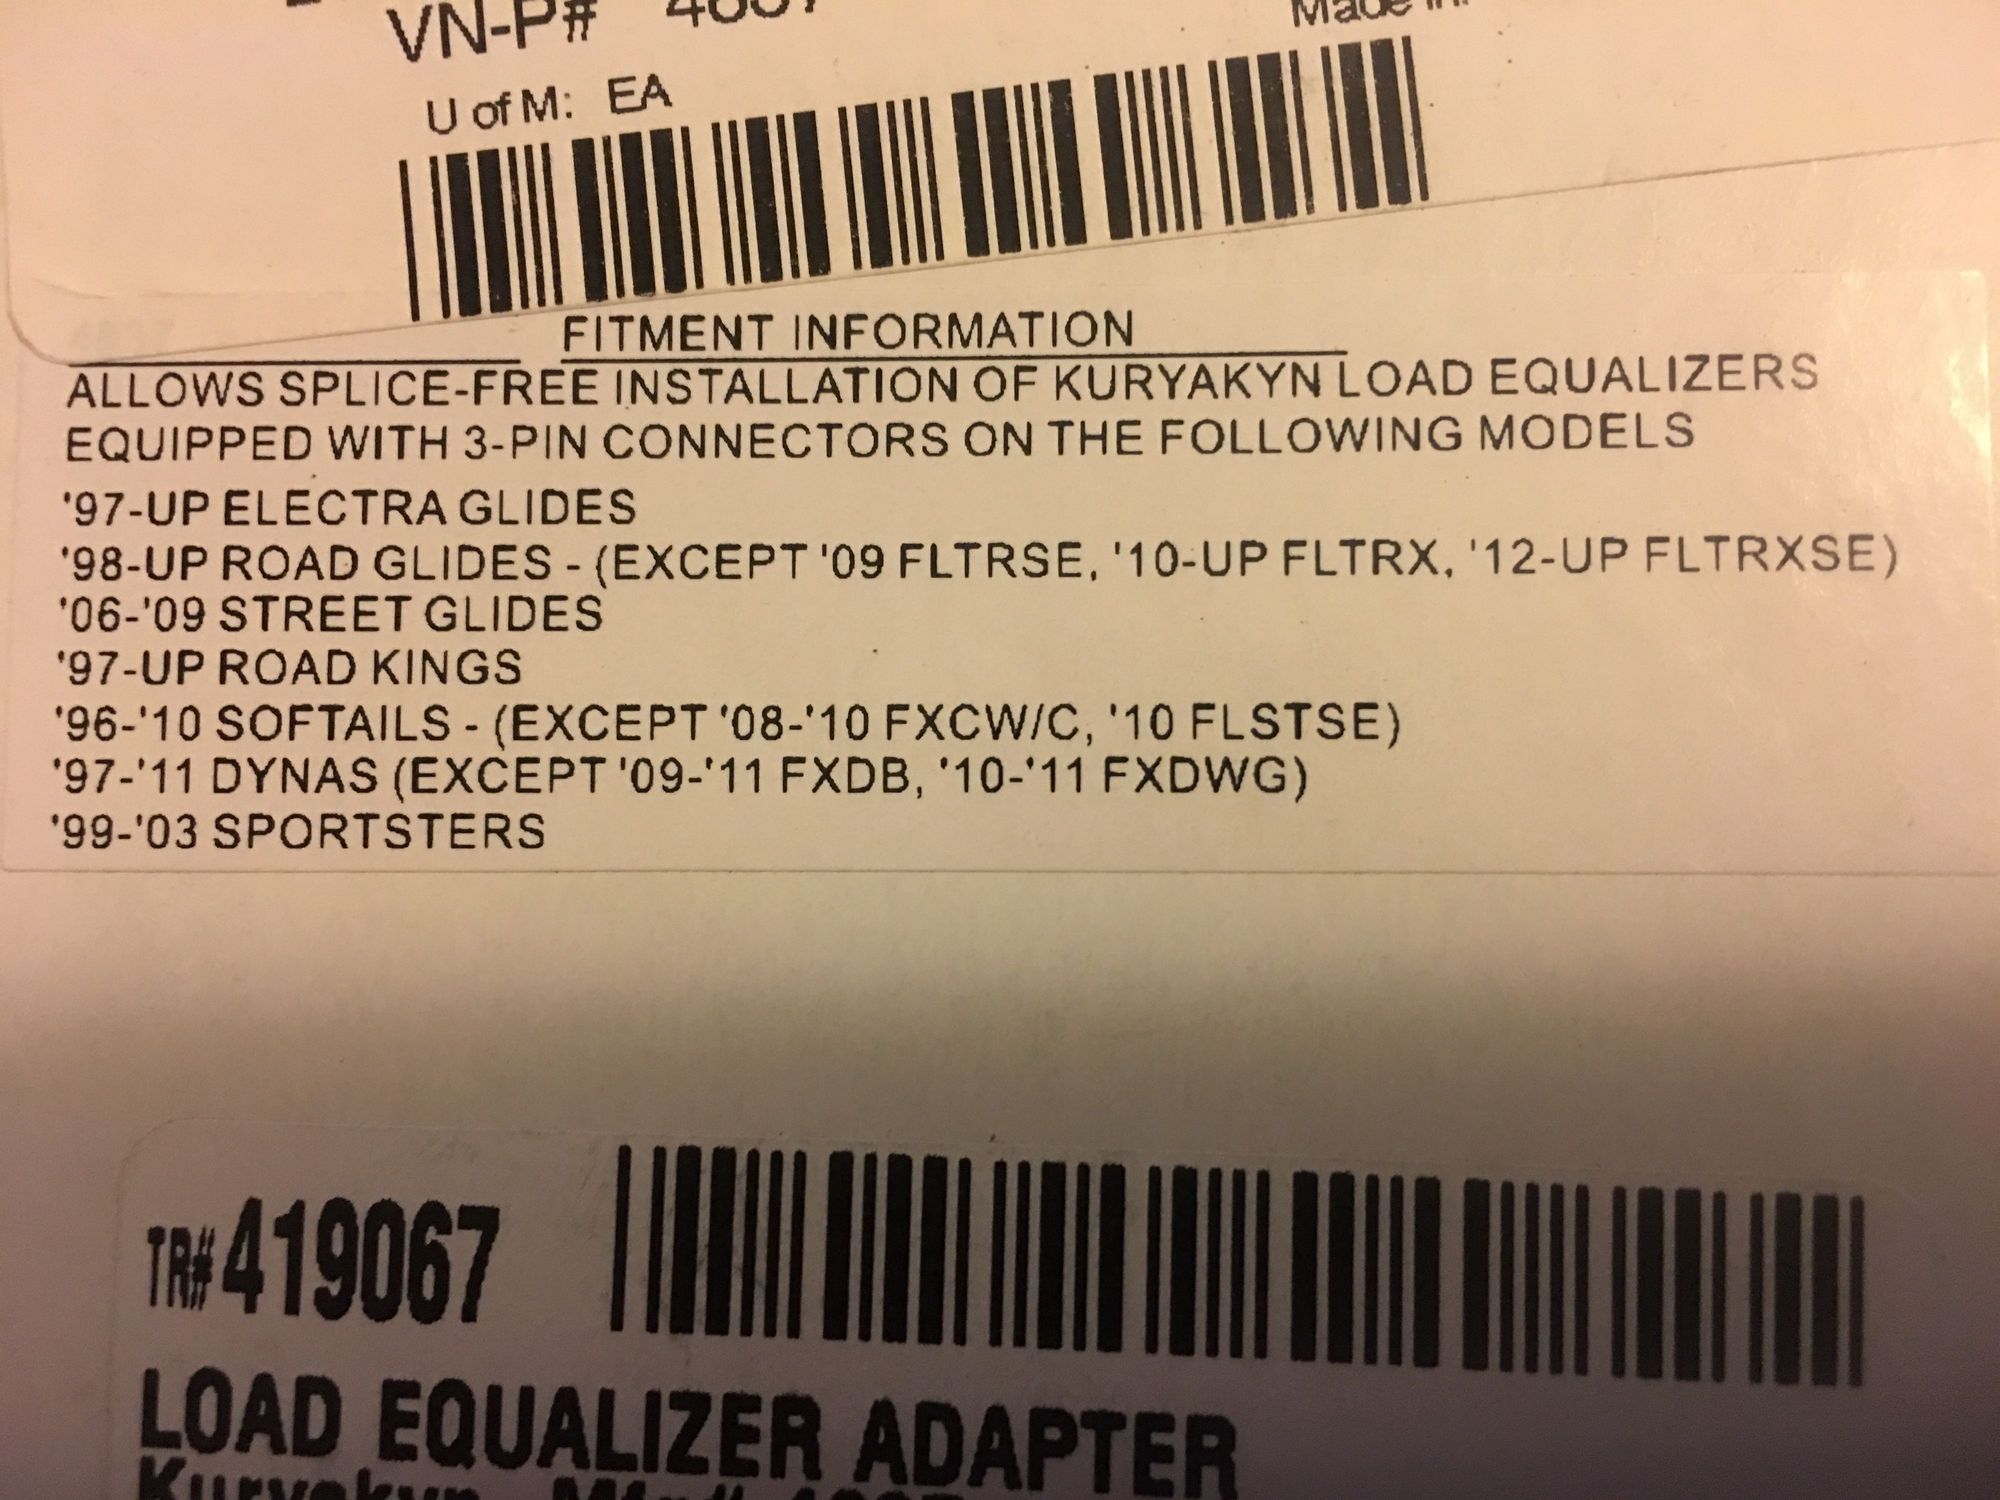 VN-P#
U of M: EA
FITMENT INFORMATION
ALLOWS SPLICE-FREE INSTALLATION OF KURYAKYN LOAD EQUALIZERS
EQUIPPED WITH 3-PIN CONNECTORS ON THE FOLLOWING MODELS
'97-UP ELECTRA GLIDES
'98-UP ROAD GLIDES - (EXCEPT '09 FLTRSE, '10-UP FLTRX, '12-UP FLTRXSE)
'06-'09 STREET GLIDES
'97-UP ROAD KINGS
'96-'10 SOFTAILS - (EXCEPT '08-'10 FXCW/C, '10 FLSTSE)
'97-'11 DYNAS (EXCEPT '09-'11 FXDB, '10-'11 FXDWG)
'99-'03 SPORTSTERS
TR# 419067
LOAD EQUALIZER ADAPTER
Kuryakyn